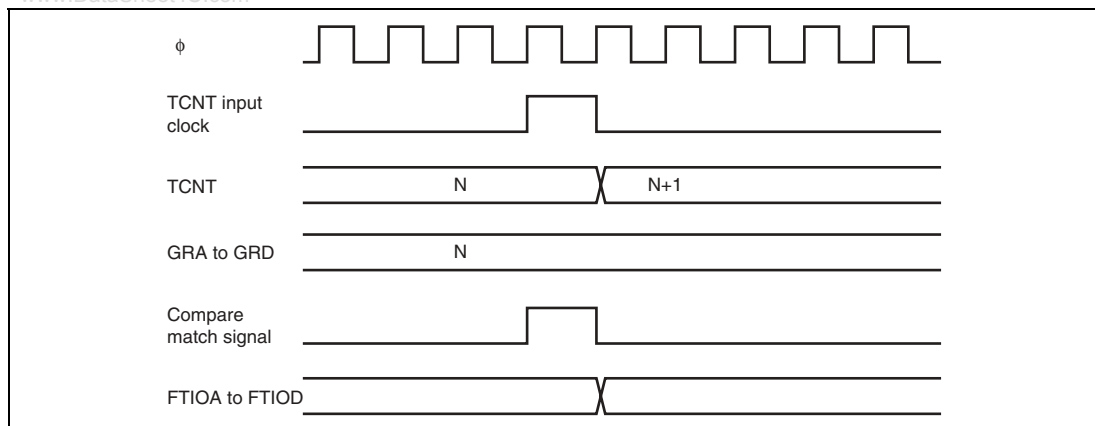 φ
TCNT input
clock
TCNT
N
N+1
GRA to GRD
N
Compare
match signal
FTIOA to FTIOD